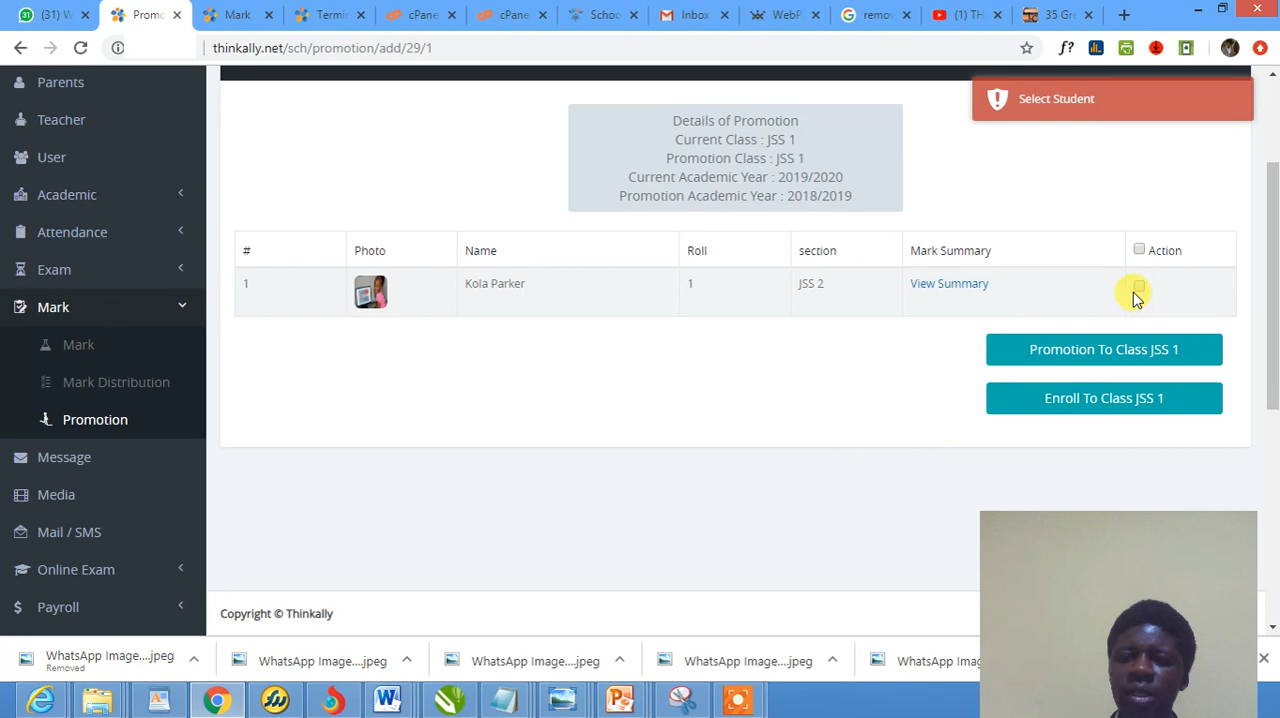 (31) W
Promo
Mark
Termin
cPane
cPane
Schoo
Inbox
WebP
remov
(1) TH
35 Gre
thinkally.net/sch/promotion/add/29/1
f?
Parents
Teacher
User
Academic
Attendance
Exam
Mark
Mark
Mark Distribution
Promotion
Message
Media
Mail / SMS
Online Exam
Payroll
Select Student
Details of Promotion
Current Class : JSS 1
Promotion Class : JSS 1
Current Academic Year : 2019/2020
Promotion Academic Year : 2018/2019
# Photo Name Roll section Mark Summary Action
1 Kola Parker 1 JSS 2 View Summary
Promotion To Class JSS 1
Enroll To Class JSS 1
Copyright © Thinkally
WhatsApp Image....jpeg
Removed
WhatsApp Image....jpeg
WhatsApp Image....jpeg
WhatsApp Image....jpeg
WhatsApp Imag